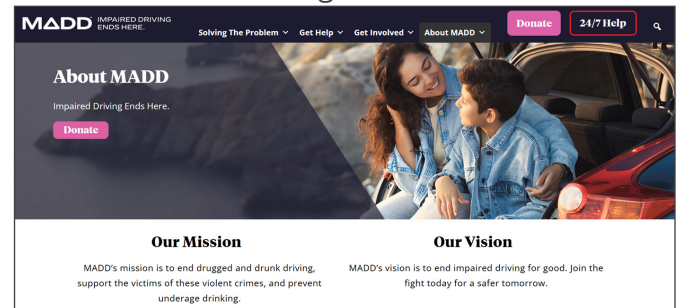 MADD IMPAIRED DRIVING
ENDS HERE.
Solving The Problem Get Help Get Involved About MADD Donate 24/7 Help
About MADD
Impaired Driving Ends Here.
Donate
Our Mission
MADD's mission is to end drugged and drunk driving,
support the victims of these violent crimes, and prevent
underage drinking.
Our Vision
MADD's vision is to end impaired driving for good. Join the
fight today for a safer tomorrow.